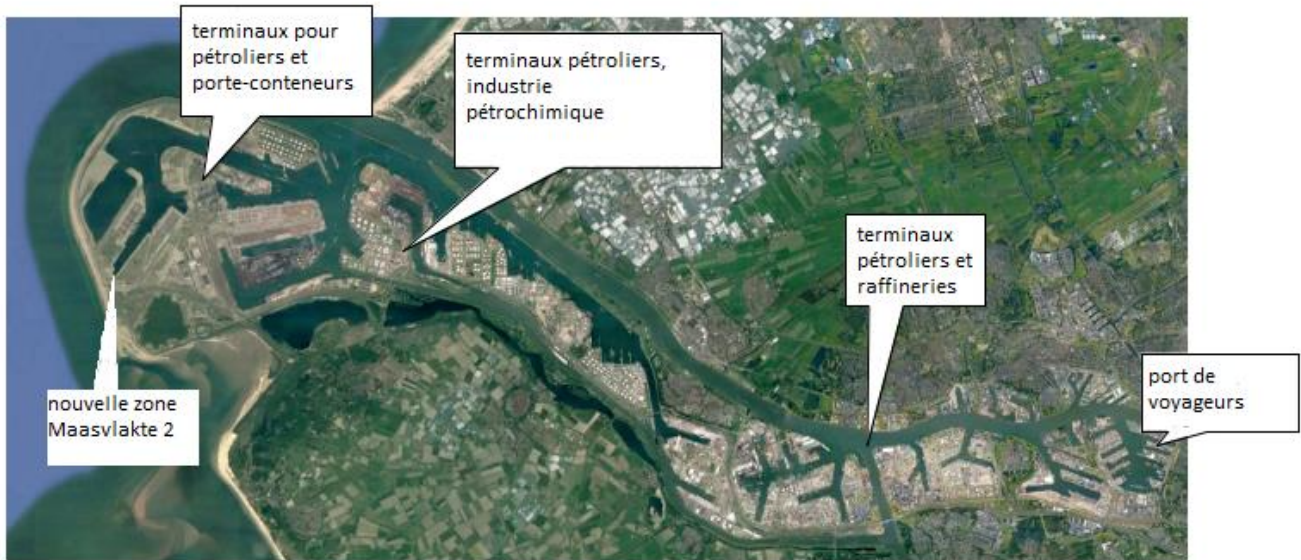 terminaux pour
pétroliers et
porte-conteneurs
terminaux pétroliers,
industrie
pétrochimique
terminaux
pétroliers et
raffineries
port de
voyageurs
nouvelle zone
Maasvlakte 2